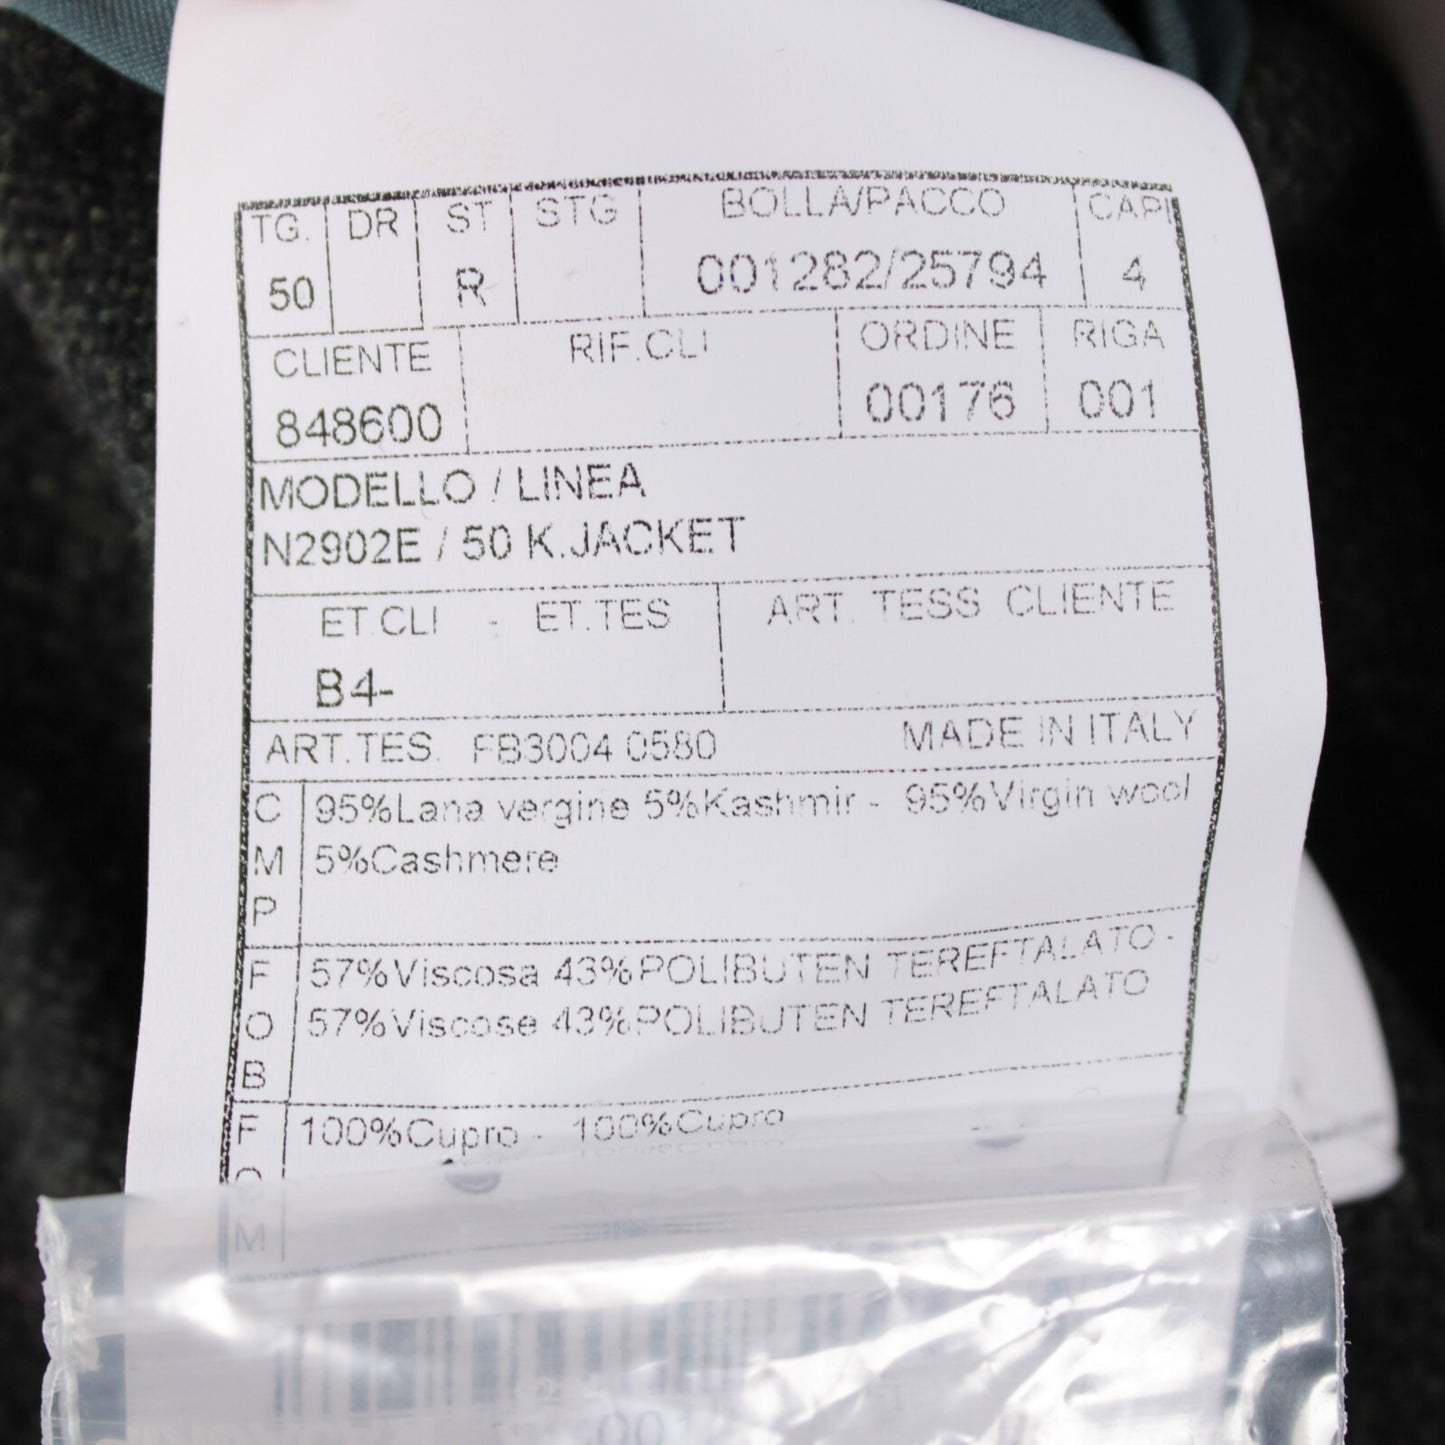 TG. DR ST STG BOLLA/PACCO CAPI
50 R 001282/25794 4
CLIENTE RIF.CLI ORDINE RIGA
848600 00176 001
MODELLO / LINEA
N2902E / 50 K.JACKET
ET.CLI - ET.TES ART. TESS. CLIENTE
B4-
ART.TES. FB3004 0580 MADE IN ITALY
C 95%Lana vergine 5%Kashmir - 95%Virgin wool
M 5%Cashmere
P
F 57%Viscosa 43%POLIBUTEN TEREFTALATO -
O 57%Viscose 43%POLIBUTEN TEREFTALATO
B
F 100%Cupro - 100%Cupro
O
M